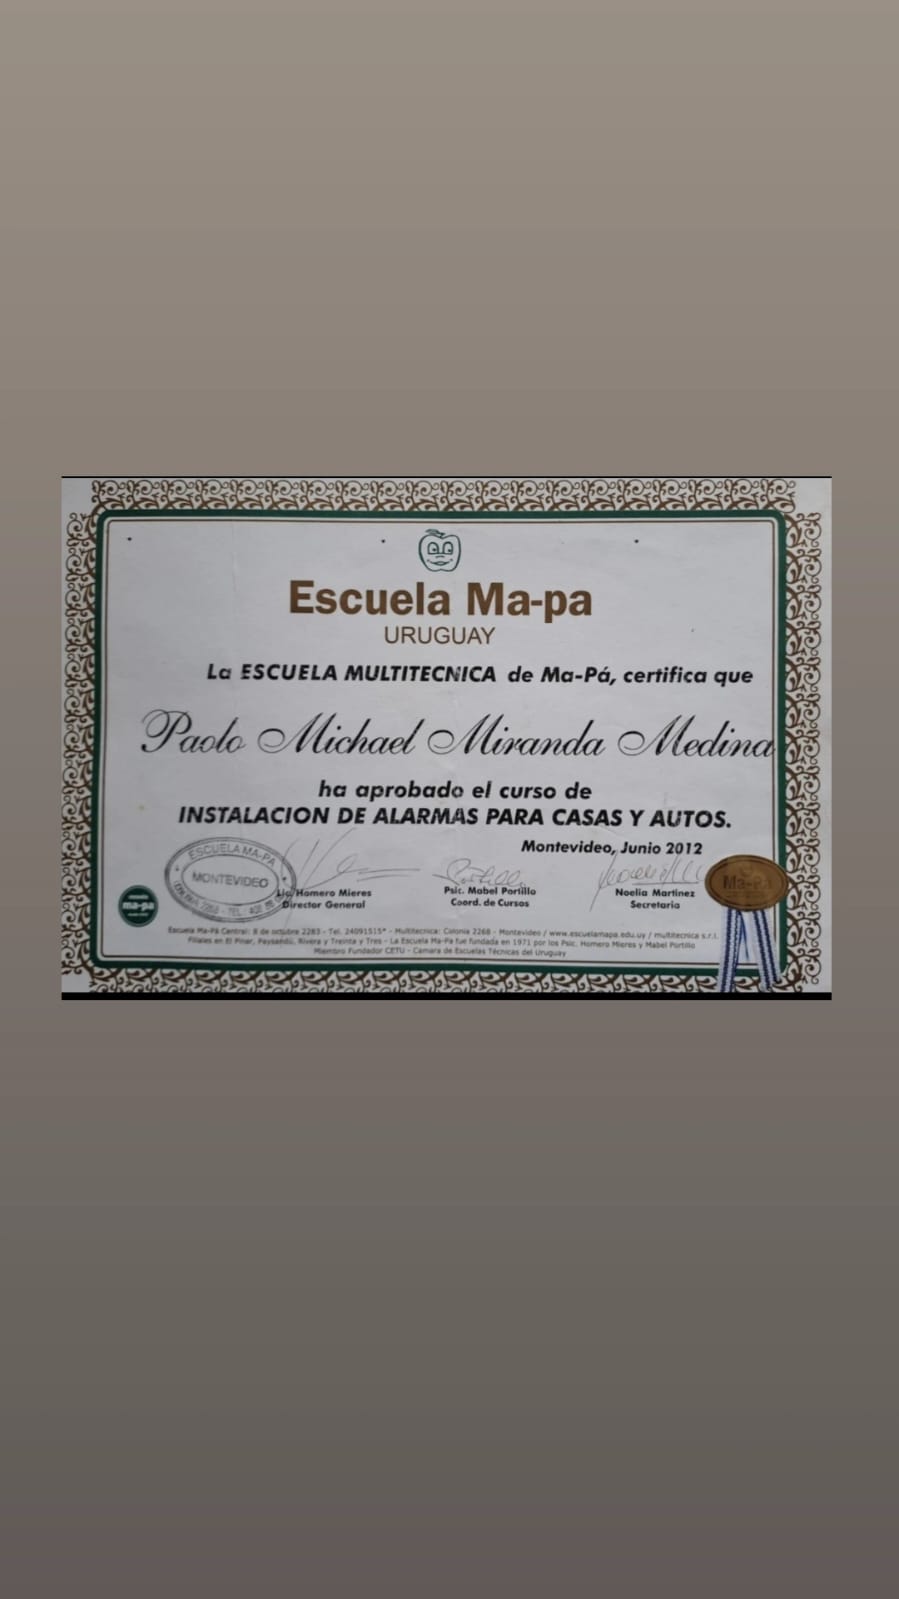 Escuela Ma-pa
URUGUAY
La ESCUELA MULTITECNICA de Ma-Pá, certifica que
Paolo Michael Miranda Medina
ha aprobado el curso de
INSTALACION DE ALARMAS PARA CASAS Y AUTOS.
Montevideo, Junio 2012
ESCUELA MA-PA
MONTEVIDEO
Lic. Homero Mieres
Director General
Psic. Mabel Portillo
Coord. de Cursos
Noelia Martinez
Secretaria
Ma-Pa
ma-pa
Escuela Ma-Pá Central: 8 de octubre 2283 - Tel. 24091515* - Multitecnica: Colonia 2268 - Montevideo / www.escuelamapa.edu.uy / multitecnica s.r.l.
Filiales en El Pinar, Paysandú, Rivera y Treinta y Tres - La Escuela Ma-Pa fue fundada en 1971 por los Psic. Homero Mieres y Mabel Portillo
Miembro Fundador CETU - Camara de Escuelas Técnicas del Uruguay